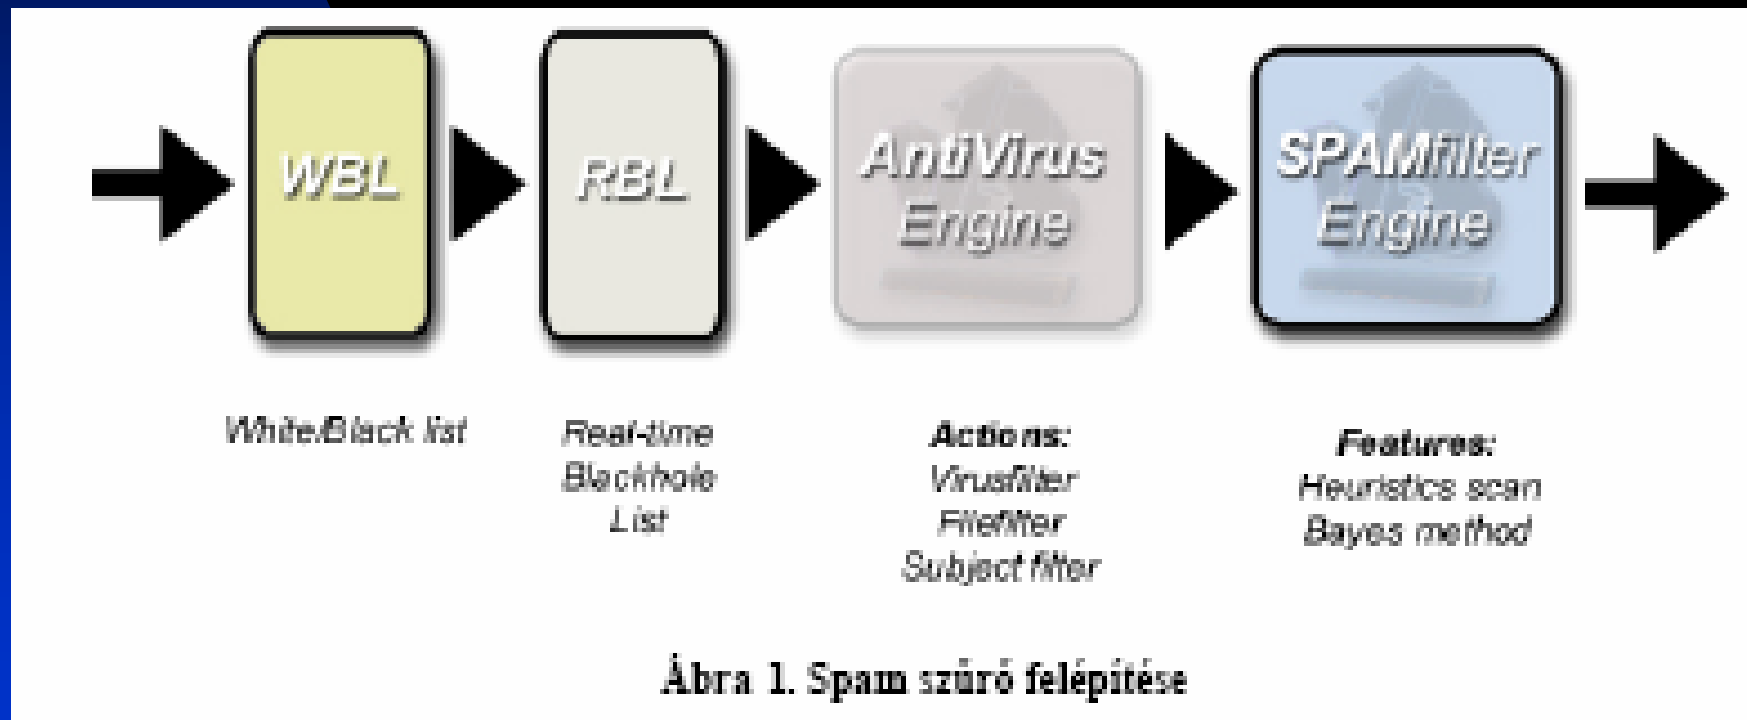 WBL
RBL
AntiVirus
Engine
SPAMfilter
Engine
White/Black list
Real-time
Blackhole
List
Actions:
Virusfilter
Filefilter
Subject filter
Features:
Heuristics scan
Bayes method
Ábra 1. Spam szűrő felépítése